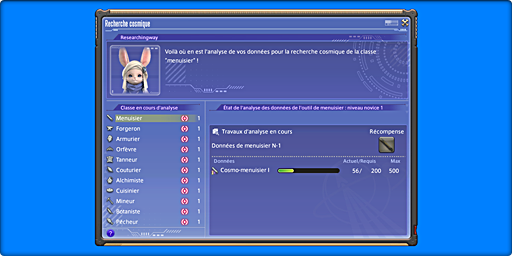 Recherche cosmique
Researchingway
Voilà où en est l'analyse de vos données pour la recherche cosmique de la classe
"menuisier" !
Classe en cours d'analyse
Menuisier 1
Forgeron 1
Armurier 1
Orfèvre 1
Tanneur 1
Couturier 1
Alchimiste 1
Cuisinier 1
Mineur 1
Botaniste 1
Pêcheur 1
?
État de l'analyse des données de l'outil de menuisier : niveau novice 1
Travaux d'analyse en cours Récompense
Données de menuisier N-1
Données Actuel/Requis Max
Cosmo-menuisier I 56/ 200 500